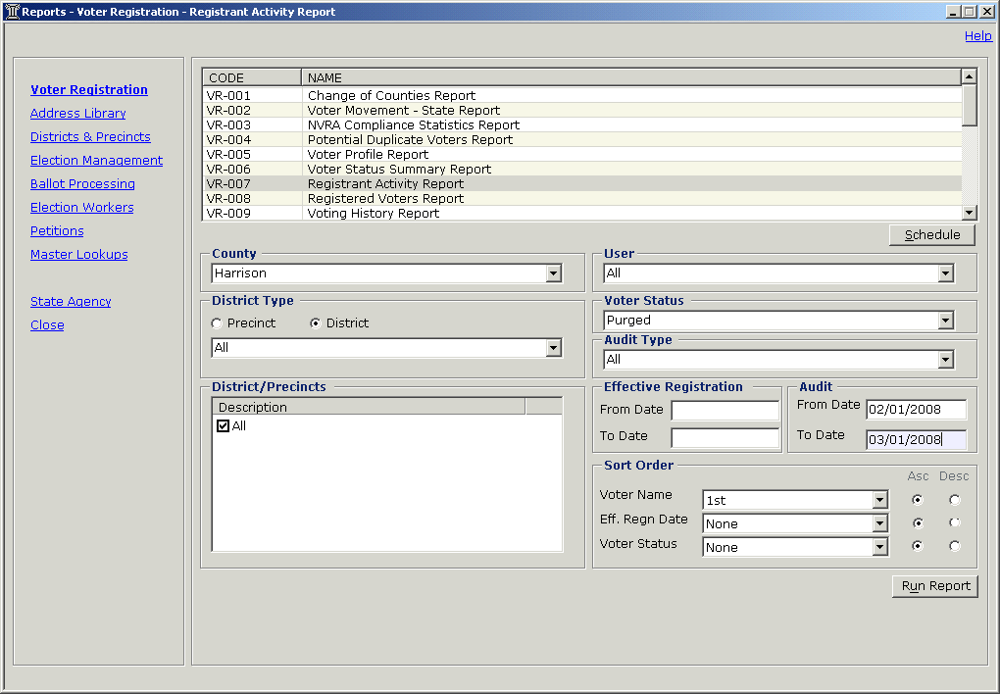 Reports - Voter Registration - Registrant Activity Report
Help
Voter Registration
Address Library
Districts & Precincts
Election Management
Ballot Processing
Election Workers
Petitions
Master Lookups
State Agency
Close
CODE NAME
VR-001 Change of Counties Report
VR-002 Voter Movement - State Report
VR-003 NVRA Compliance Statistics Report
VR-004 Potential Duplicate Voters Report
VR-005 Voter Profile Report
VR-006 Voter Status Summary Report
VR-007 Registrant Activity Report
VR-008 Registered Voters Report
VR-009 Voting History Report
Schedule
County
Harrison
District Type
Precinct District
All
District/Precincts
Description
All
User
All
Voter Status
Purged
Audit Type
All
Effective Registration
From Date
To Date
Audit
From Date 02/01/2008
To Date 03/01/2008
Sort Order
Asc Desc
Voter Name 1st
Eff. Regn Date None
Voter Status None
Run Report